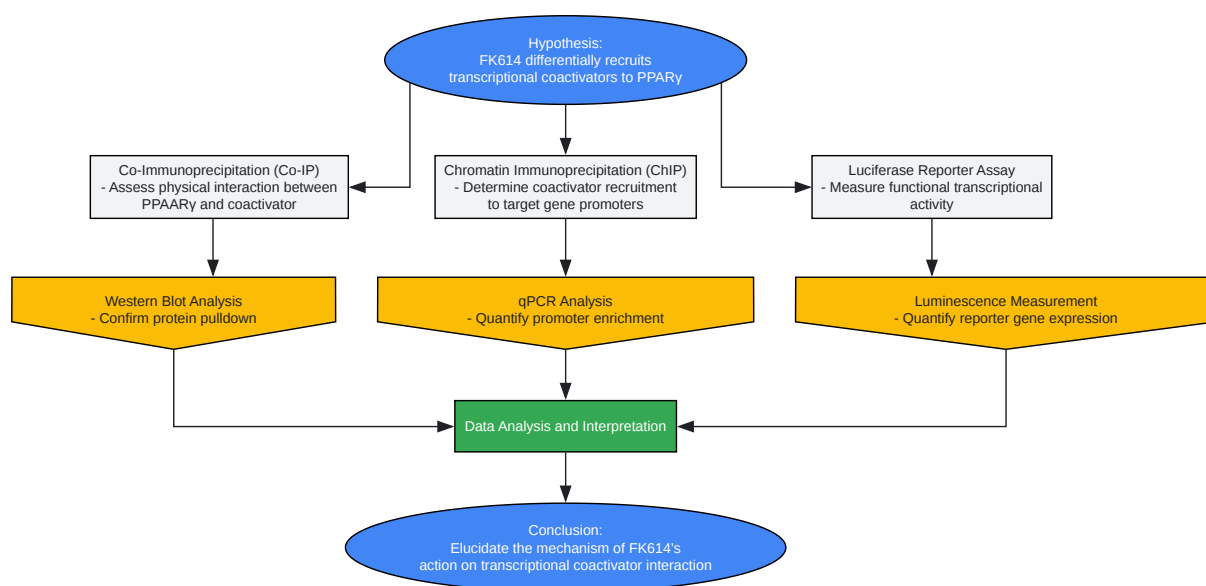 Hypothesis:
FK614 differentially recruits
transcriptional coactivators to PPARγ
Co-Immunoprecipitation (Co-IP)
- Assess physical interaction between
PPAARγ and coactivator
Chromatin Immunoprecipitation (ChIP)
- Determine coactivator recruitment
to target gene promoters
Luciferase Reporter Assay
- Measure functional transcriptional
activity
Western Blot Analysis
- Confirm protein pulldown
qPCR Analysis
- Quantify promoter enrichment
Luminescence Measurement
- Quantify reporter gene expression
Data Analysis and Interpretation
Conclusion:
Elucidate the mechanism of FK614's
action on transcriptional coactivator interaction